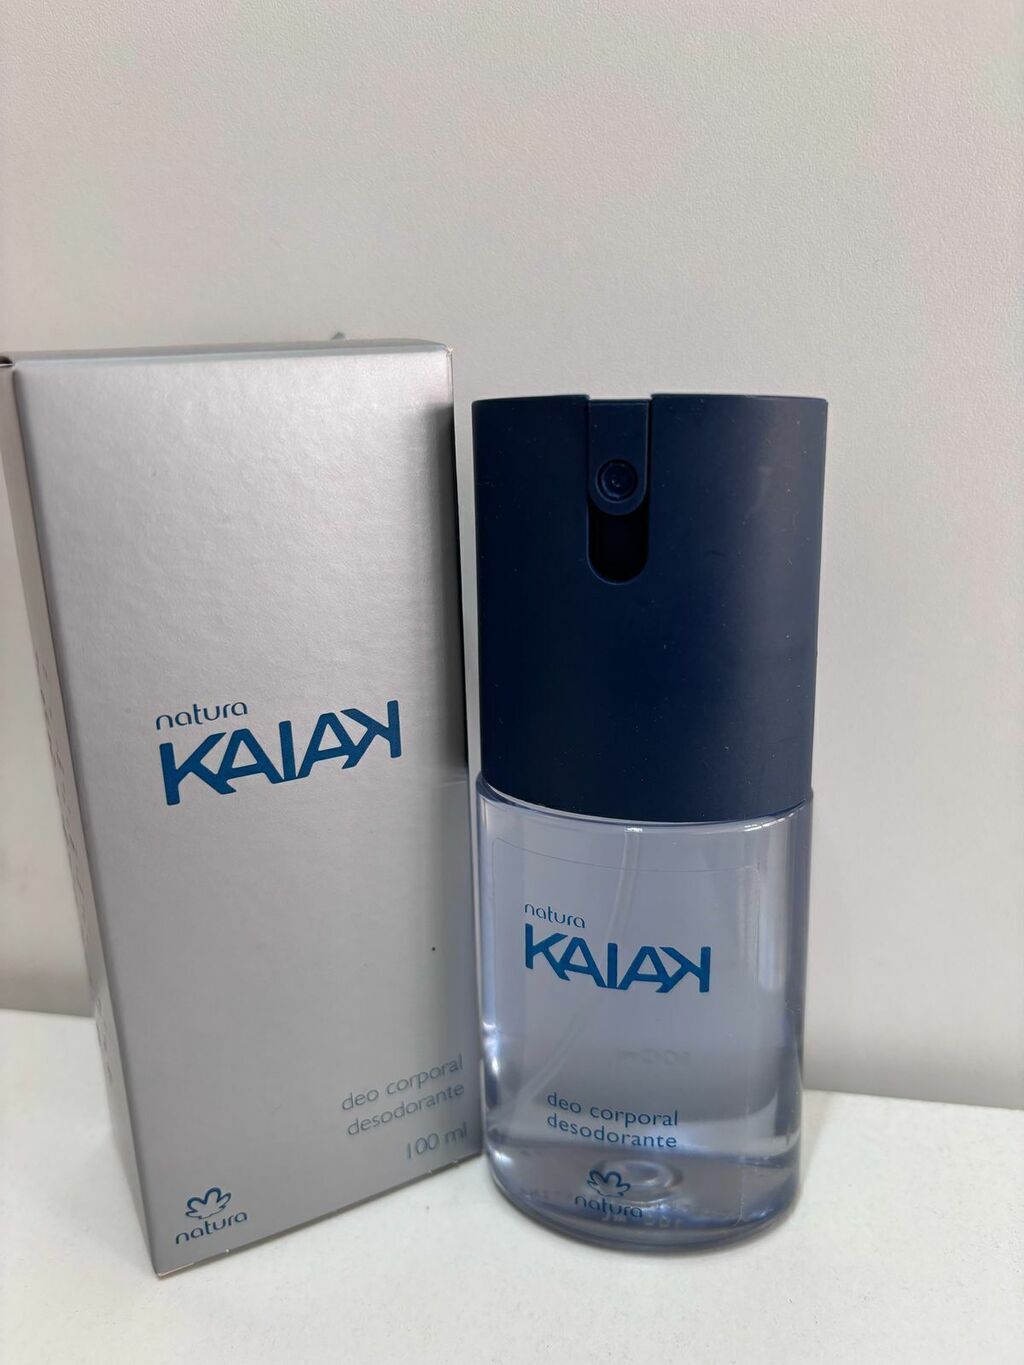 natura
KAIAK
deo corporal
desodorante
100 ml
natura
natura
KAIAK
deo corporal
desodorante
natura